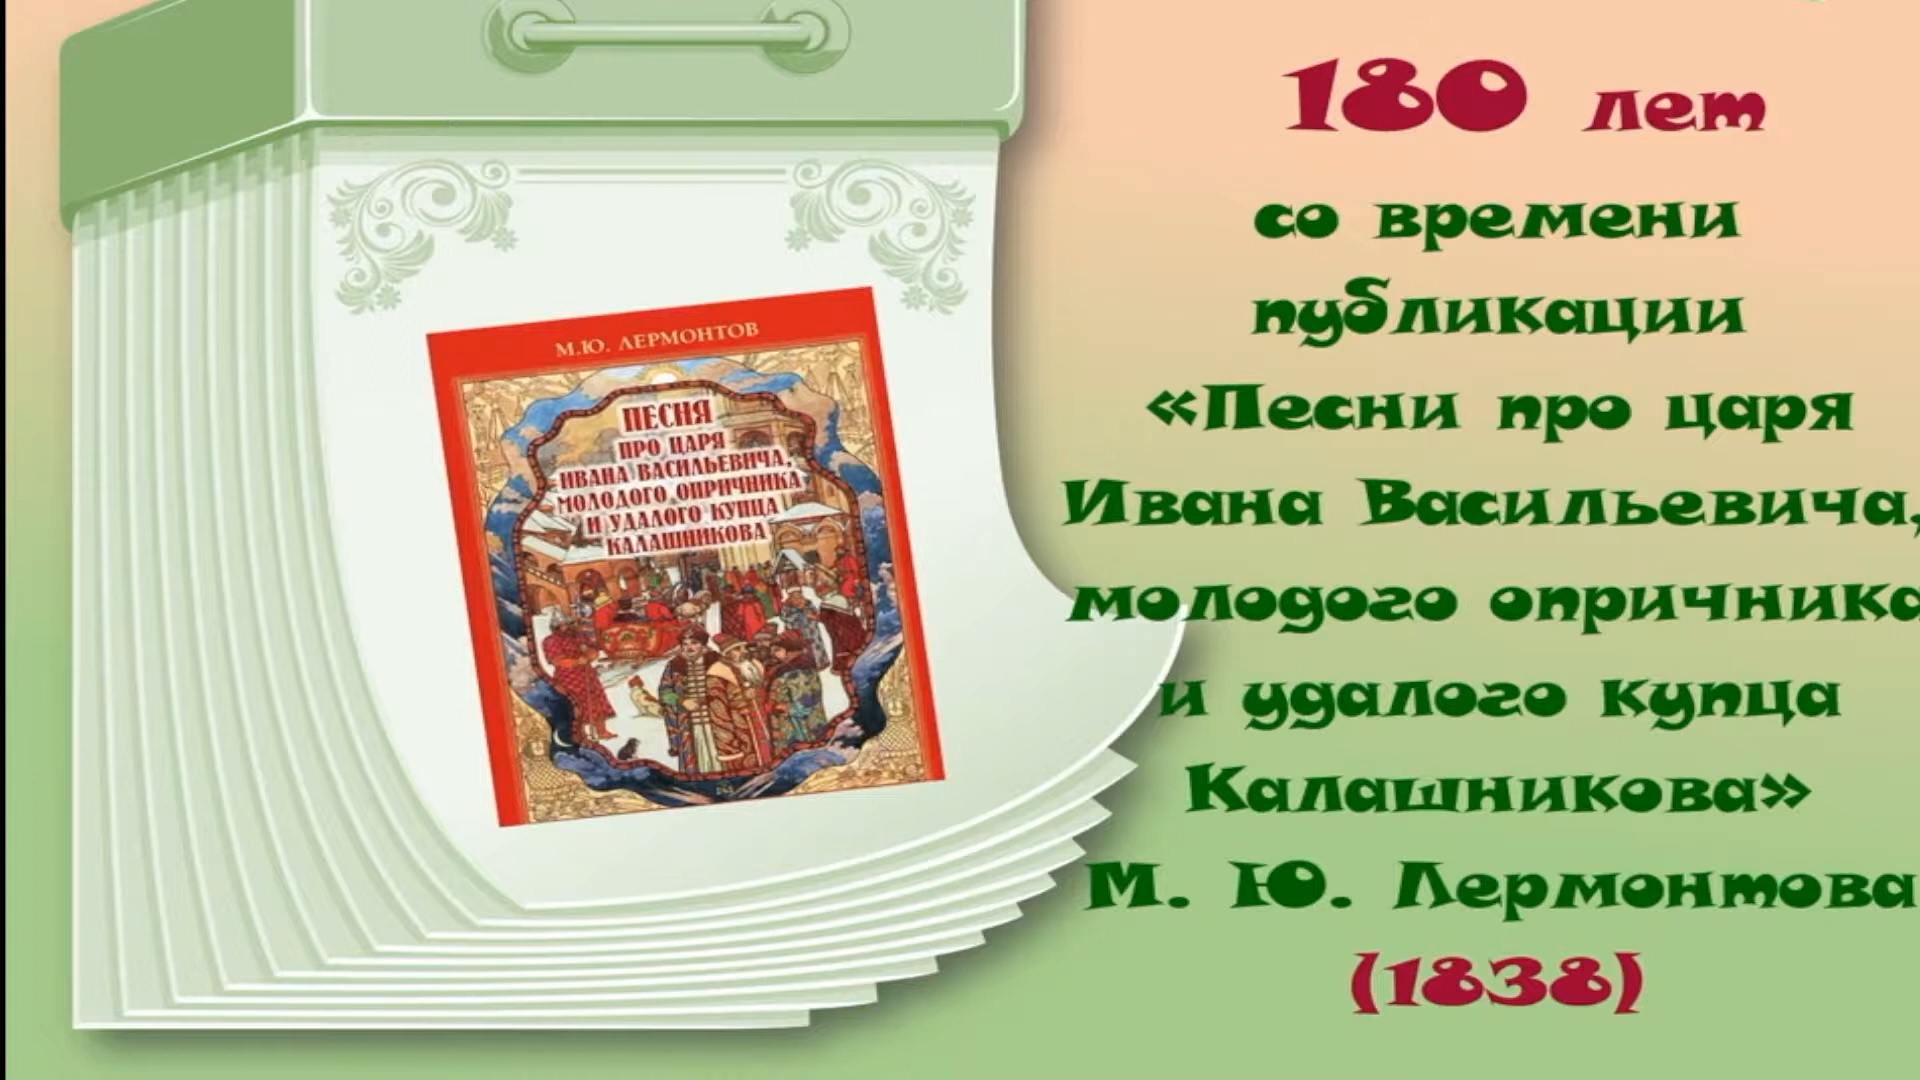 М.Ю. ЛЕРМОНТОВ
ПЕСНЯ
ПРО ЦАРЯ
ИВАНА ВАСИЛЬЕВИЧА,
МОЛОДОГО ОПРИЧНИКА
И УДАЛОГО КУПЦА
КАЛАШНИКОВА
180 лет
со времени
публикации
«Песни про царя
Ивана Васильевича,
молодого опричника
и удалого купца
Калашникова»
М. Ю. Лермонтова
(1838)